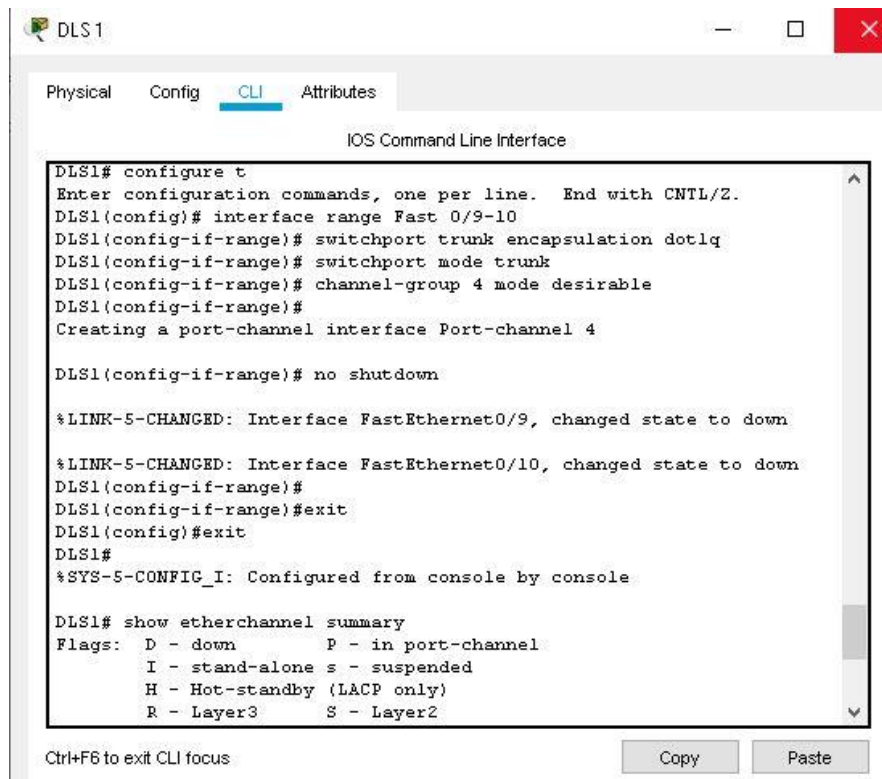 DLS1
Physical Config CLI Attributes
IOS Command Line Interface
DLS1# configure t
Enter configuration commands, one per line. End with CNTL/Z.
DLS1(config)# interface range Fast 0/9-10
DLS1(config-if-range)# switchport trunk encapsulation dot1q
DLS1(config-if-range)# switchport mode trunk
DLS1(config-if-range)# channel-group 4 mode desirable
DLS1(config-if-range)#
Creating a port-channel interface Port-channel 4
DLS1(config-if-range)# no shutdown
%LINK-5-CHANGED: Interface FastEthernet0/9, changed state to down
%LINK-5-CHANGED: Interface FastEthernet0/10, changed state to down
DLS1(config-if-range)#
DLS1(config-if-range)#exit
DLS1(config)#exit
DLS1#
%SYS-5-CONFIG_I: Configured from console by console
DLS1# show etherchannel summary
Flags: D - down P - in port-channel
I - stand-alone s - suspended
H - Hot-standby (LACP only)
R - Layer3 S - Layer2
Ctrl+F6 to exit CLI focus Copy Paste